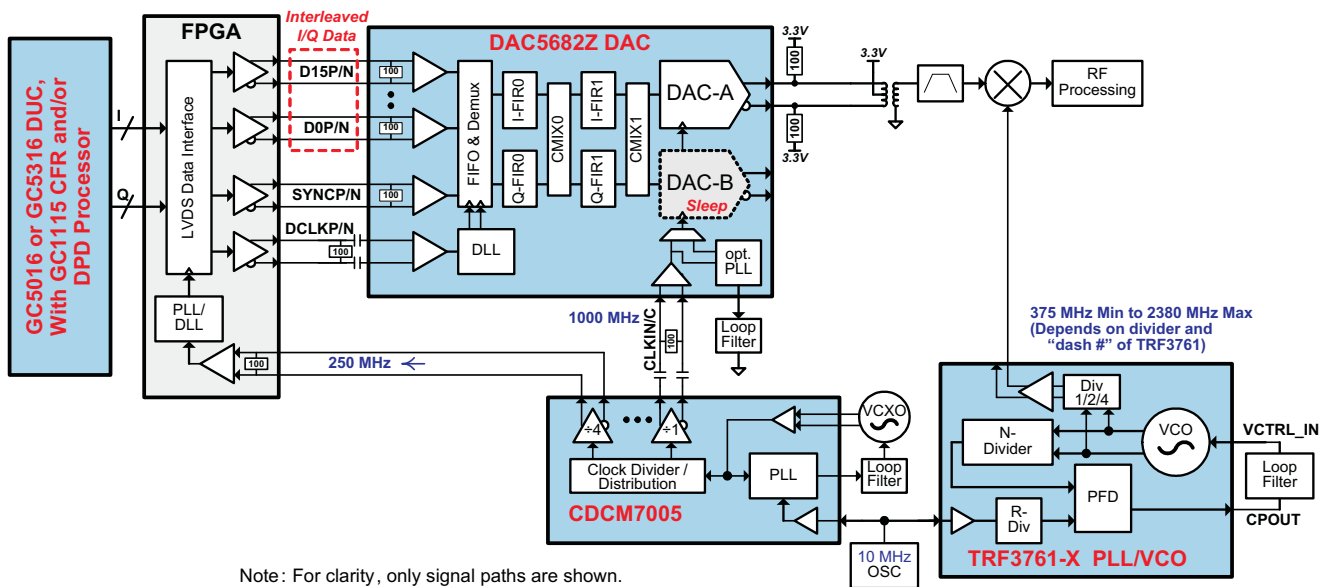 GC5016 or GC5316 DUC,
With GC1115 CFR and/or
DPD Processor
I
Q
FPGA
LVDS Data Interface
PLL/
DLL
100
Interleaved
I/Q Data
D15P/N
D0P/N
SYNCP/N
DCLKP/N
100
250 MHz
DAC5682Z DAC
100
100
100
FIFO & Demux
I-FIR0
Q-FIR0
CMIX0
I-FIR1
Q-FIR1
CMIX1
DAC-A
DAC-B
Sleep
DLL
opt.
PLL
1000 MHz
CLKIN/C
100
Loop
Filter
3.3V
100
100
3.3V
3.3V
RF
Processing
375 MHz Min to 2380 MHz Max
(Depends on divider and
“dash #” of TRF3761)
÷4
÷1
Clock Divider /
Distribution
PLL
VCXO
Loop
Filter
CDCM7005
10 MHz
OSC
Div
1/2/4
N-
Divider
VCO
R-
Div
PFD
VCTRL_IN
Loop
Filter
CPOUT
TRF3761-X PLL/VCO
Note: For clarity, only signal paths are shown.